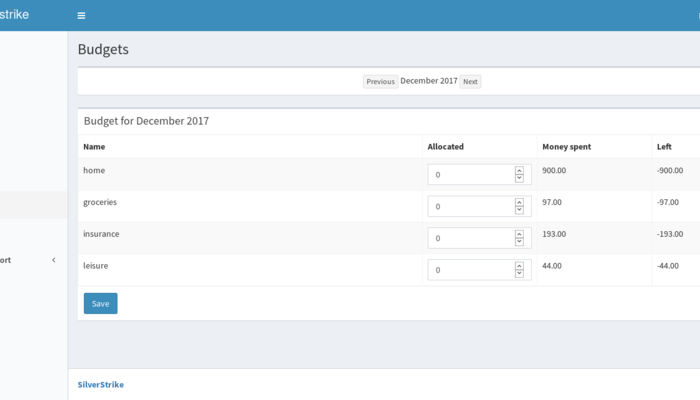 strike
Budgets
Previous December 2017 Next
Budget for December 2017
Name Allocated Money spent Left
home 0 900.00 -900.00
groceries 0 97.00 -97.00
insurance 0 193.00 -193.00
ort
leisure 0 44.00 -44.00
Save
SilverStrike